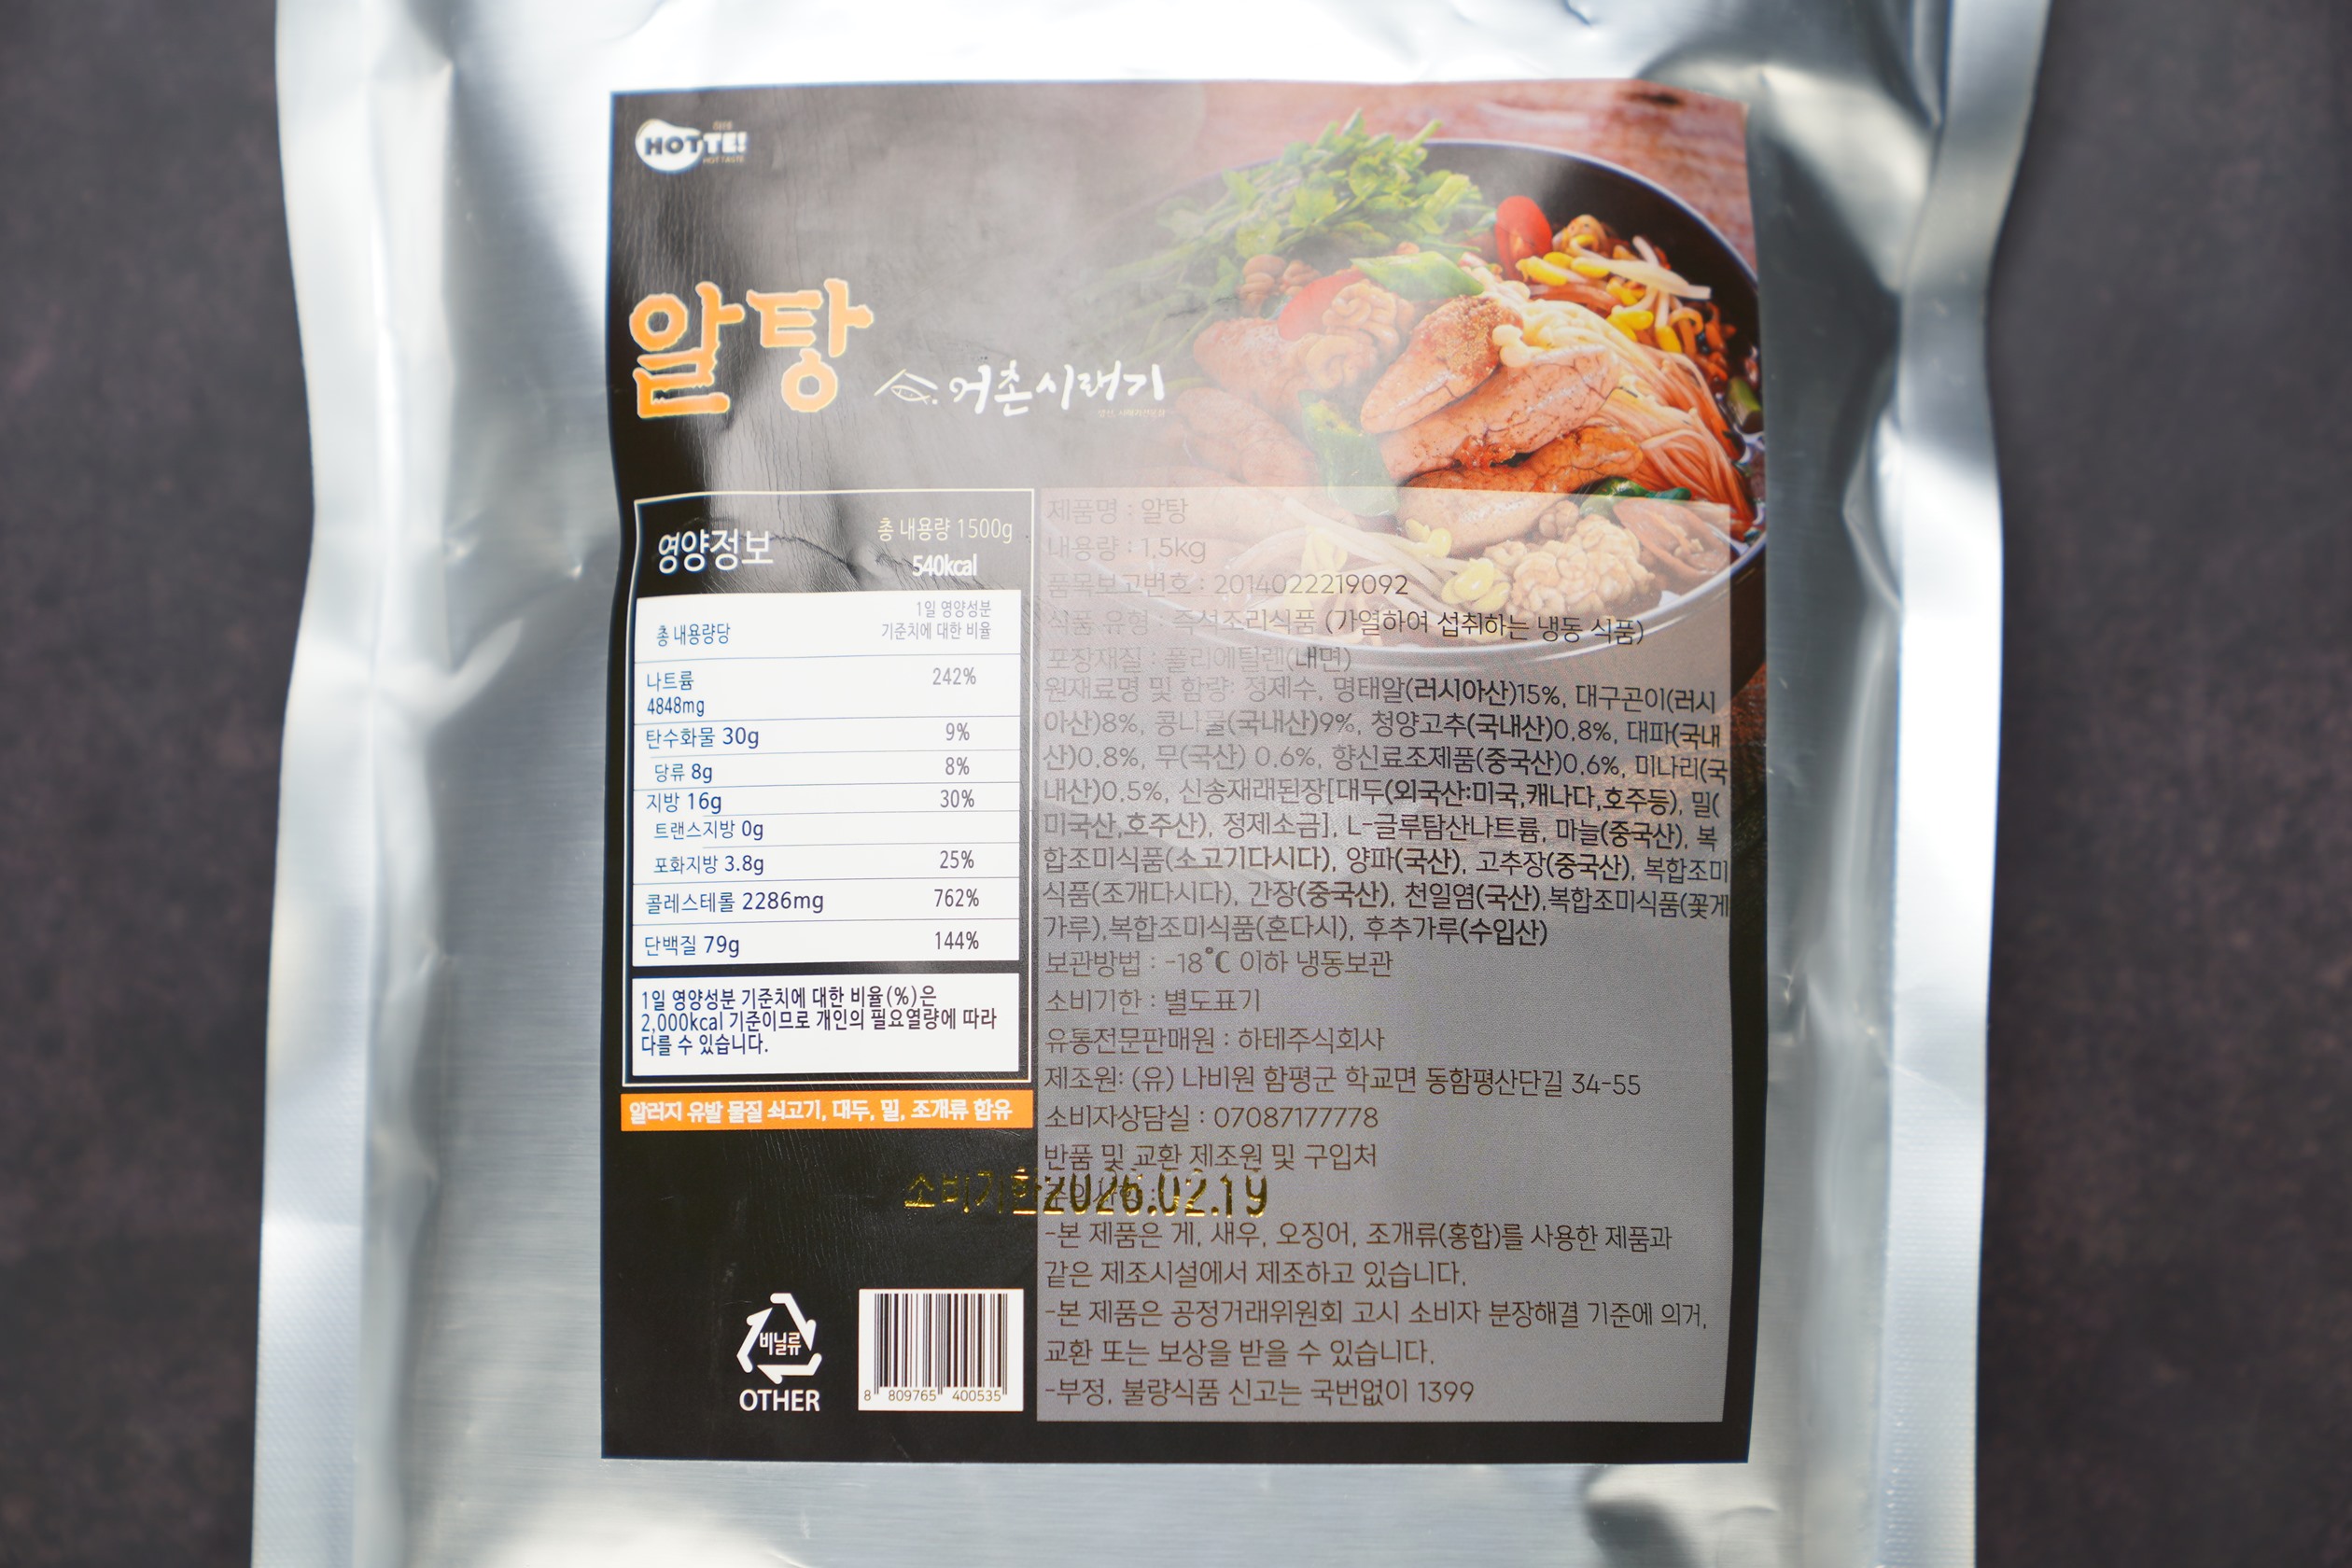 HOTTE!
HOT TASTE
알탕
어촌시래기
영양정보
총 내용량 1500g
540kcal
총 내용량당
1일 영양성분
기준치에 대한 비율
나트륨
4848mg
242%
탄수화물 30g 9%
당류 8g 8%
지방 16g 30%
트랜스지방 0g
포화지방 3.8g 25%
콜레스테롤 2286mg 762%
단백질 79g 144%
1일 영양성분 기준치에 대한 비율(%)은
2,000kcal 기준이므로 개인의 필요열량에 따라
다를 수 있습니다.
알러지 유발 물질 쇠고기, 대두, 밀, 조개류 함유
제품명 : 알탕
내용량 : 1,5kg
품목보고번호 : 2014022219092
식품 유형 : 즉석조리식품 (가열하여 섭취하는 냉동 식품)
포장재질 : 폴리에틸렌(내면)
원재료명 및 함량: 정제수, 명태알(러시아산)15%, 대구곤이(러시
아산)8%, 콩나물(국내산)9%, 청양고추(국내산)0.8%, 대파(국내
산)0.8%, 무(국산) 0.6%, 향신료조제품(중국산)0.6%, 미나리(국
내산)0.5%, 신송재래된장[대두(외국산:미국,캐나다,호주등), 밀(
미국산,호주산), 정제소금], L-글루탐산나트륨, 마늘(중국산), 복
합조미식품(소고기다시다), 양파(국산), 고추장(중국산), 복합조미
식품(조개다시다), 간장(중국산), 천일염(국산),복합조미식품(꽃게
가루),복합조미식품(혼다시), 후추가루(수입산)
보관방법 : -18℃ 이하 냉동보관
소비기한 : 별도표기
유통전문판매원 : 하테주식회사
제조원: (유) 나비원 함평군 학교면 동함평산단길 34-55
소비자상담실 : 07087177778
반품 및 교환 제조원 및 구입처
소비기한2026.02.19
-본 제품은 게, 새우, 오징어, 조개류(홍합)를 사용한 제품과
같은 제조시설에서 제조하고 있습니다.
-본 제품은 공정거래위원회 고시 소비자 분장해결 기준에 의거,
교환 또는 보상을 받을 수 있습니다.
-부정, 불량식품 신고는 국번없이 1399
비닐류
OTHER
8 809765 400535